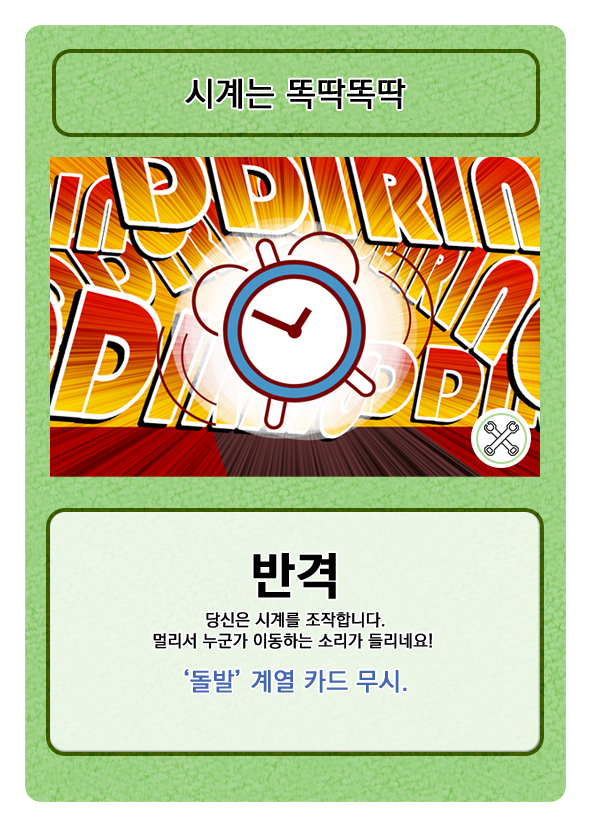 시계는 똑딱똑딱
DDIRIN
DDIRING
반격
당신은 시계를 조작합니다.
멀리서 누군가 이동하는 소리가 들리네요!
‘돌발’ 계열 카드 무시.